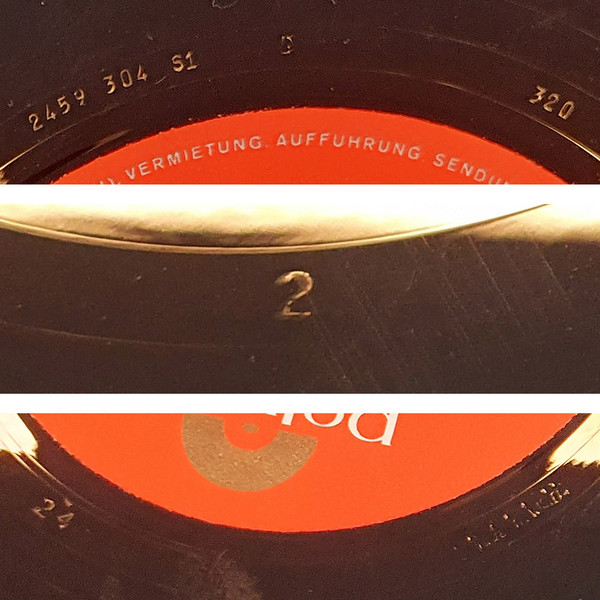 2459 304 S1 D 320
VERMIETUNG. AUFFUHRUNG. SENDU
2
24